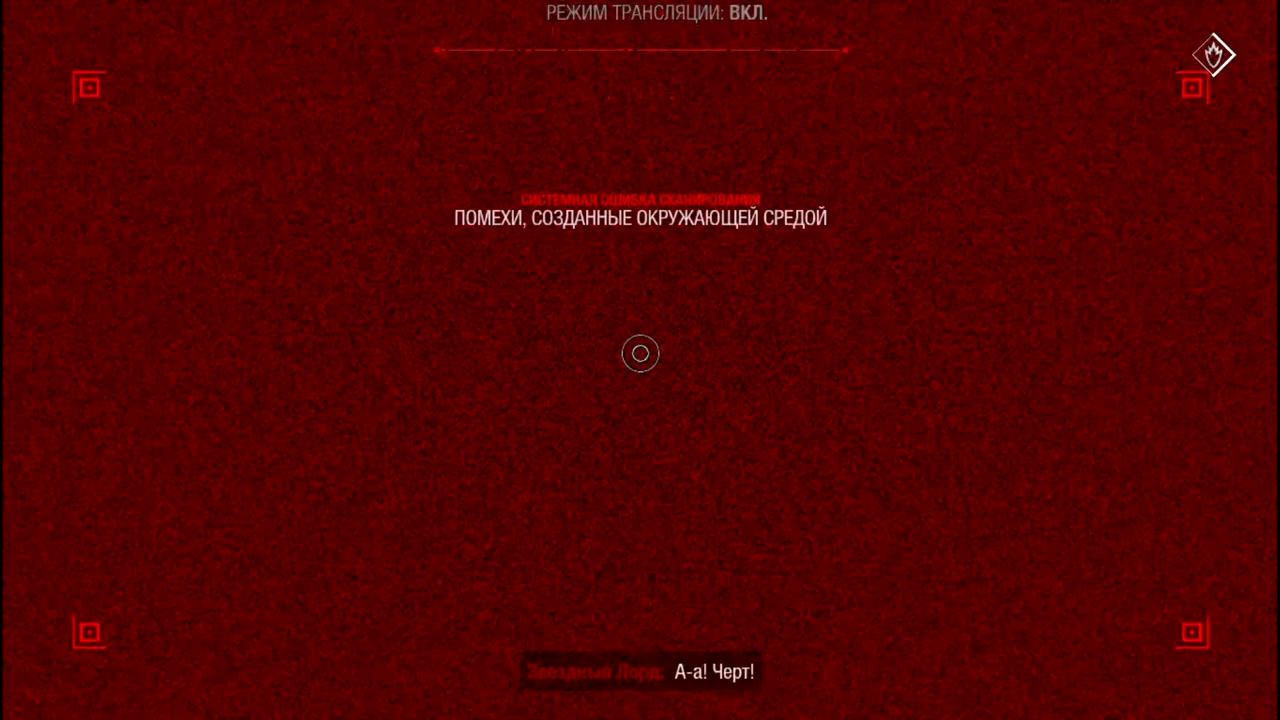 РЕЖИМ ТРАНСЛЯЦИИ: ВКЛ.
СИСТЕМНАЯ ОШИБКА СКАНИРОВАНИЯ
ПОМЕХИ, СОЗДАННЫЕ ОКРУЖАЮЩЕЙ СРЕДОЙ
Звездный Лорд: А-а! Черт!